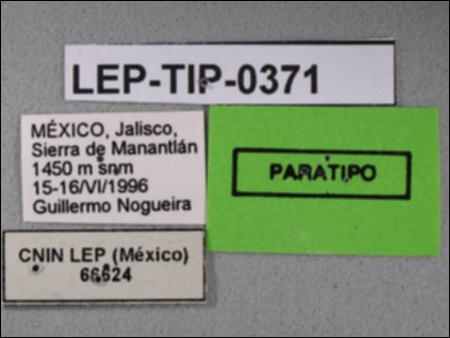 LEP-TIP-0371
MÉXICO, Jalisco,
Sierra de Manantlán
1450 m snm
15-16/VI/1996
Guillermo Nogueira
PARATIPO
CNIN LEP (México)
66624